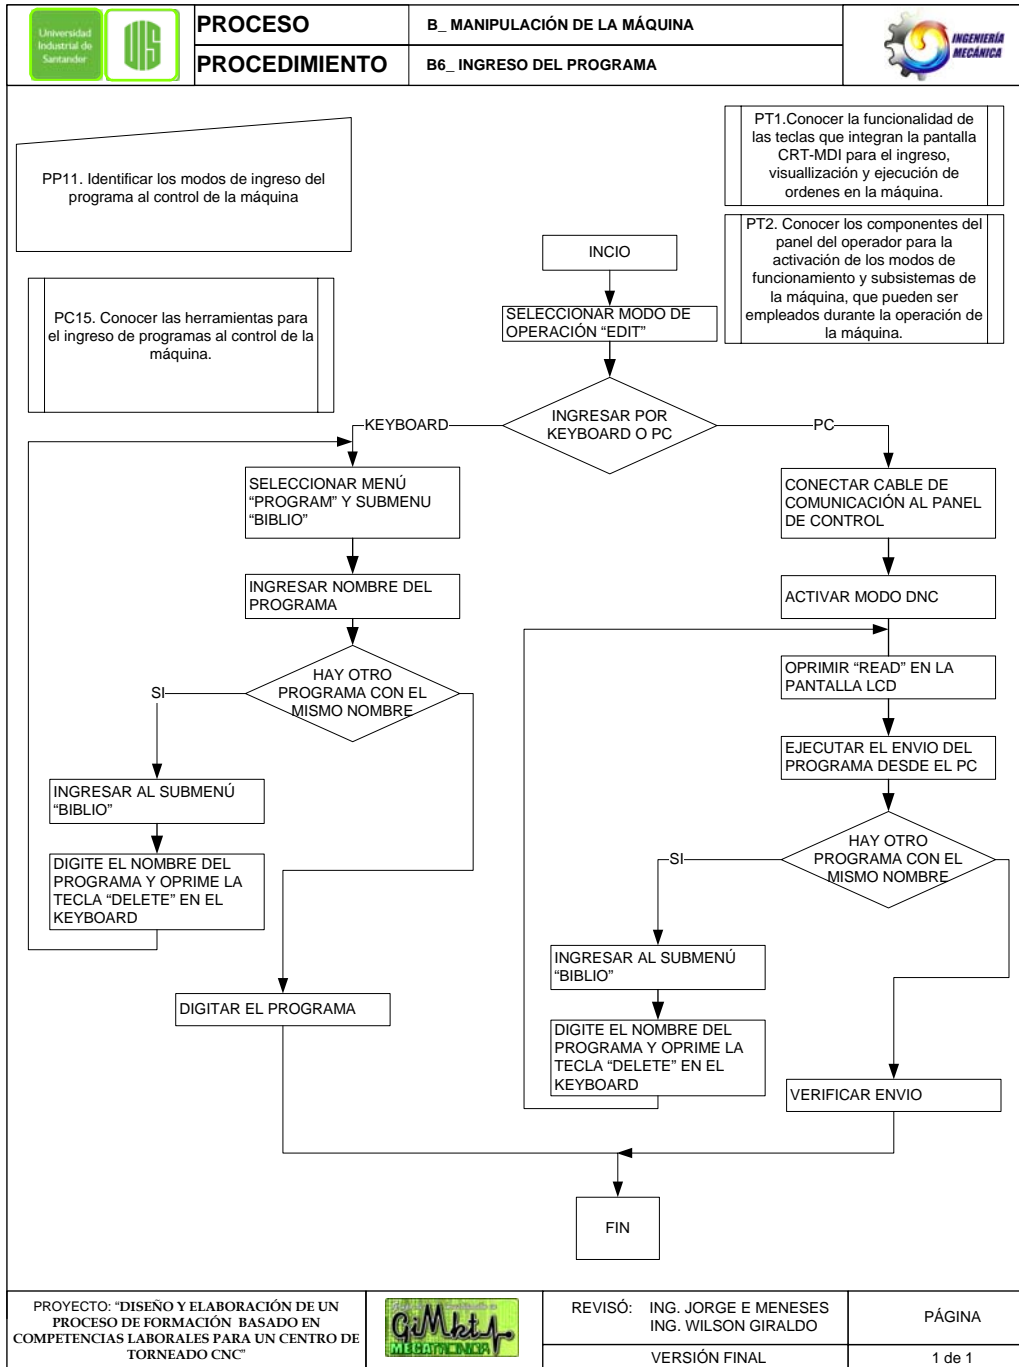 Universidad
Industrial de
Santander
UIS
PROCESO
B_ MANIPULACIÓN DE LA MÁQUINA
PROCEDIMIENTO
B6_ INGRESO DEL PROGRAMA
INGENIERÍA
MECÁNICA
PP11. Identificar los modos de ingreso del
programa al control de la máquina
PT1.Conocer la funcionalidad de
las teclas que integran la pantalla
CRT-MDI para el ingreso,
visuallización y ejecución de
ordenes en la máquina.
PT2. Conocer los componentes del
panel del operador para la
activación de los modos de
funcionamiento y subsistemas de
la máquina, que pueden ser
empleados durante la operación de
la máquina.
PC15. Conocer las herramientas para
el ingreso de programas al control de la
máquina.
INCIO
SELECCIONAR MODO DE
OPERACIÓN “EDIT”
INGRESAR POR
KEYBOARD O PC
KEYBOARD
PC
SELECCIONAR MENÚ
“PROGRAM” Y SUBMENU
“BIBLIO”
INGRESAR NOMBRE DEL
PROGRAMA
HAY OTRO
PROGRAMA CON EL
MISMO NOMBRE
SI
INGRESAR AL SUBMENÚ
“BIBLIO”
DIGITE EL NOMBRE DEL
PROGRAMA Y OPRIME LA
TECLA “DELETE” EN EL
KEYBOARD
DIGITAR EL PROGRAMA
CONECTAR CABLE DE
COMUNICACIÓN AL PANEL
DE CONTROL
ACTIVAR MODO DNC
OPRIMIR “READ” EN LA
PANTALLA LCD
EJECUTAR EL ENVIO DEL
PROGRAMA DESDE EL PC
HAY OTRO
PROGRAMA CON EL
MISMO NOMBRE
SI
INGRESAR AL SUBMENÚ
“BIBLIO”
DIGITE EL NOMBRE DEL
PROGRAMA Y OPRIME LA
TECLA “DELETE” EN EL
KEYBOARD
VERIFICAR ENVIO
FIN
PROYECTO: “DISEÑO Y ELABORACIÓN DE UN
PROCESO DE FORMACIÓN BASADO EN
COMPETENCIAS LABORALES PARA UN CENTRO DE
TORNEADO CNC”
MEGATRONICA
REVISÓ: ING. JORGE E MENESES
ING. WILSON GIRALDO
VERSIÓN FINAL
PÁGINA
1 de 1